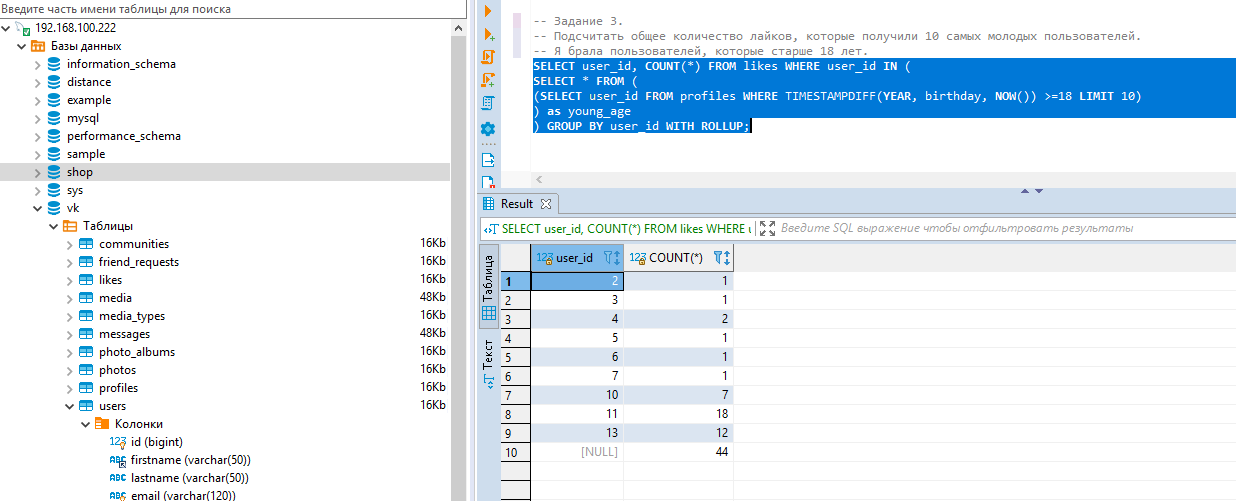 Введите часть имени таблицы для поиска
192.168.100.222
Базы данных
information_schema
distance
example
mysql
performance_schema
sample
shop
sys
vk
Таблицы
communities 16Kb
friend_requests 16Kb
likes 16Kb
media 48Kb
media_types 16Kb
messages 48Kb
photo_albums 16Kb
photos 16Kb
profiles 16Kb
users 16Kb
Колонки
123 id (bigint)
ABC firstname (varchar(50))
ABC lastname (varchar(50))
ABC email (varchar(120))
-- Задание 3.
-- Подсчитать общее количество лайков, которые получили 10 самых молодых пользователей.
-- Я брала пользователей, которые старше 18 лет.
SELECT user_id, COUNT(*) FROM likes WHERE user_id IN (
SELECT * FROM (
(SELECT user_id FROM profiles WHERE TIMESTAMPDIFF(YEAR, birthday, NOW()) >=18 LIMIT 10)
) as young_age
) GROUP BY user_id WITH ROLLUP;
Result
SELECT user_id, COUNT(*) FROM likes WHERE u
Введите SQL выражение чтобы отфильтровать результаты
Таблица
Текст
123 user_id 123 COUNT(*)
1 2 1
2 3 1
3 4 2
4 5 1
5 6 1
6 7 1
7 10 7
8 11 18
9 13 12
10 [NULL] 44